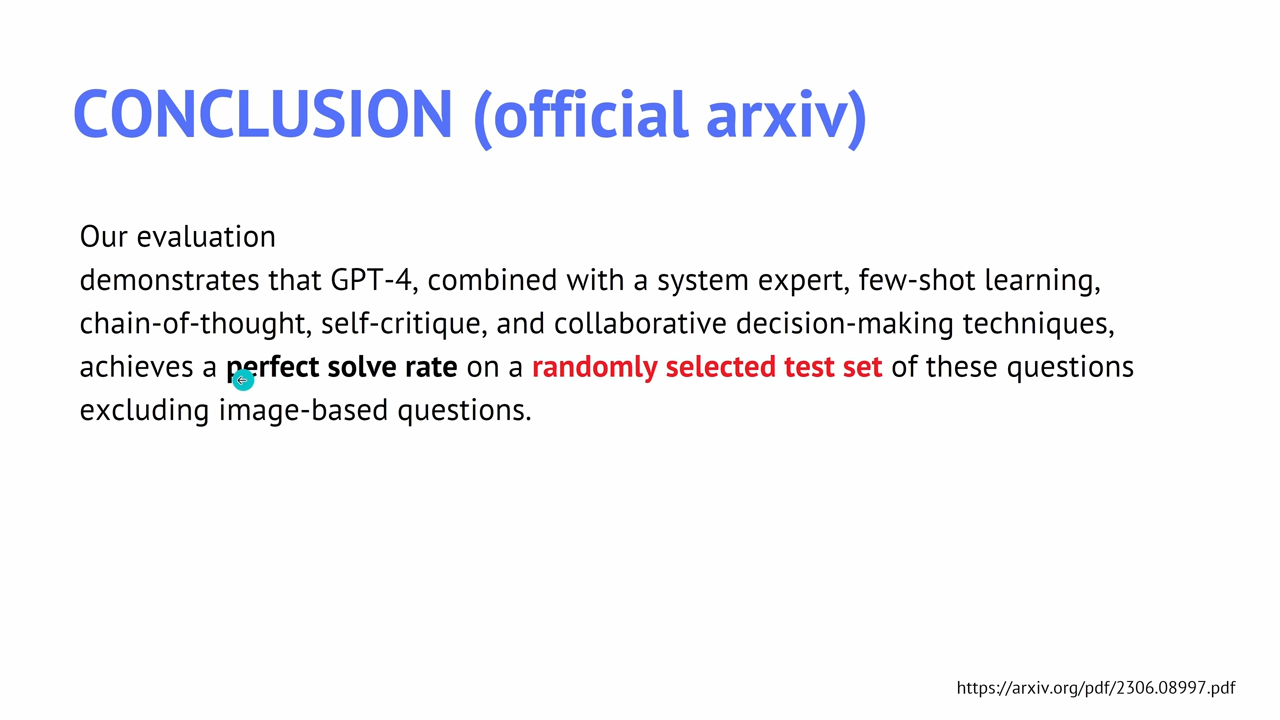 CONCLUSION (official arxiv)
Our evaluation
demonstrates that GPT-4, combined with a system expert, few-shot learning,
chain-of-thought, self-critique, and collaborative decision-making techniques,
achieves a perfect solve rate on a randomly selected test set of these questions
excluding image-based questions.
https://arxiv.org/pdf/2306.08997.pdf